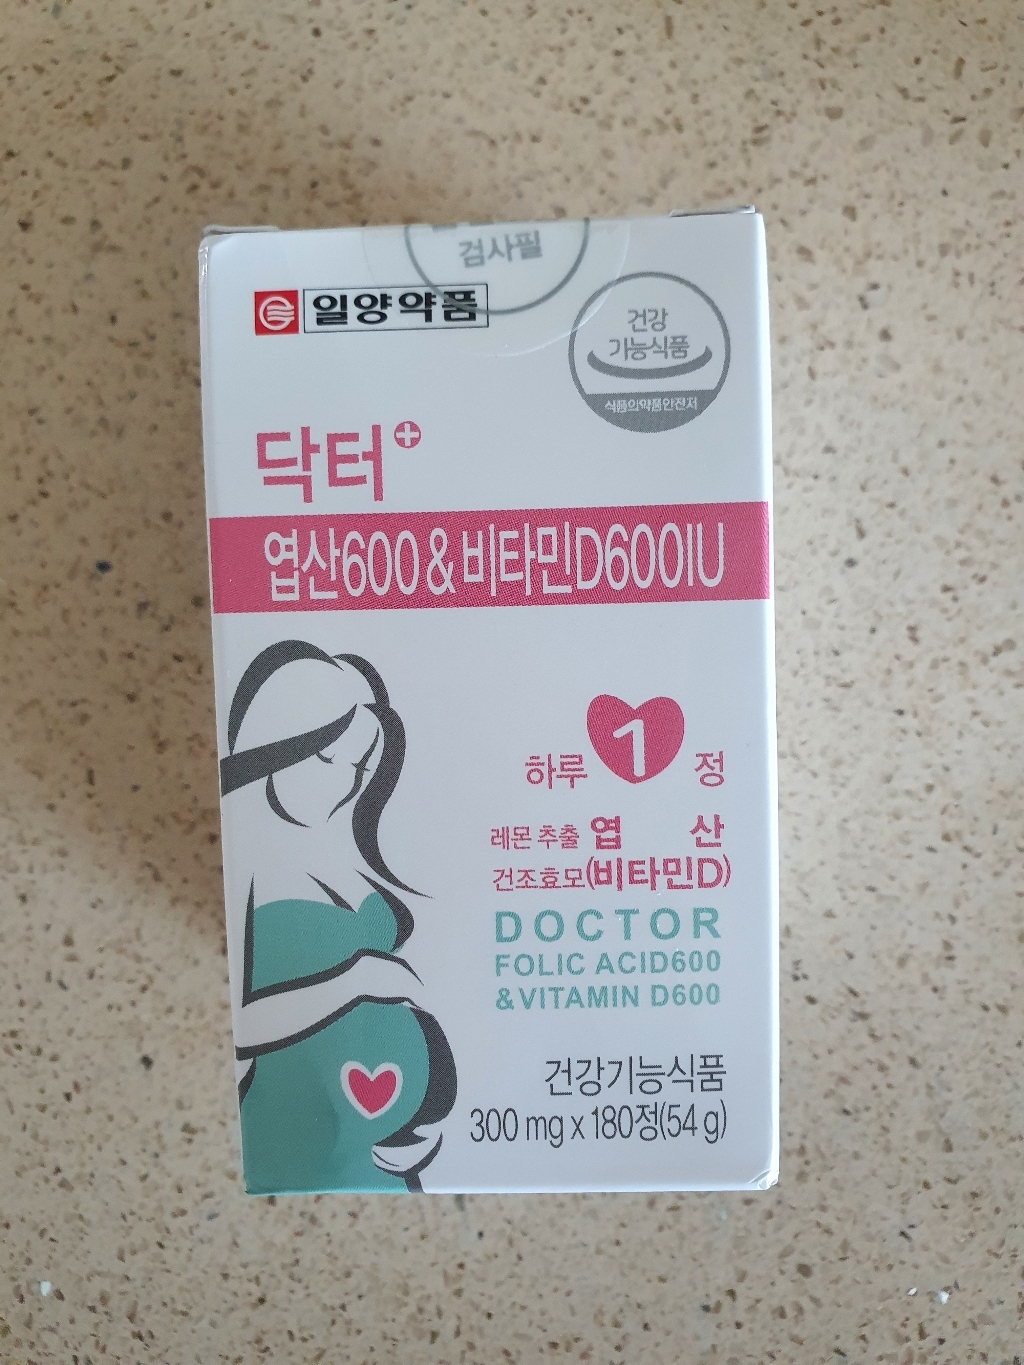 검사필
일양약품
건강
기능식품
식품의약품안전처
닥터+
엽산600 & 비타민D600IU
하루 1 정
레몬 추출 엽 산
건조효모(비타민D)
DOCTOR
FOLIC ACID600
&VITAMIN D600
건강기능식품
300 mg x 180정(54 g)